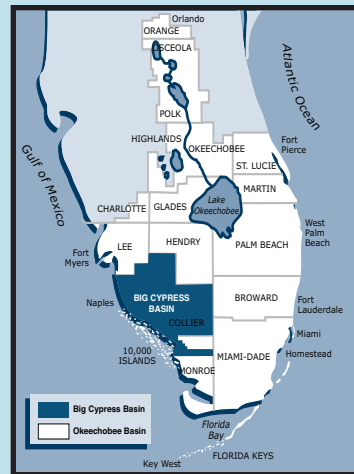 Orlando
ORANGE
OSCEOLA
Atlantic Ocean
POLK
HIGHLANDS
OKEECHOBEE
Fort
Pierce
ST. LUCIE
Gulf of Mexico
MARTIN
Lake
Okeechobee
CHARLOTTE
GLADES
West
Palm
Beach
LEE
HENDRY
PALM BEACH
Fort
Myers
BIG CYPRESS
BASIN
BROWARD
Naples
COLLIER
Fort
Lauderdale
10,000
ISLANDS
Miami
MIAMI-DADE
Homestead
MONROE
Big Cypress Basin
Okeechobee Basin
Florida
Bay
Key West
FLORIDA KEYS